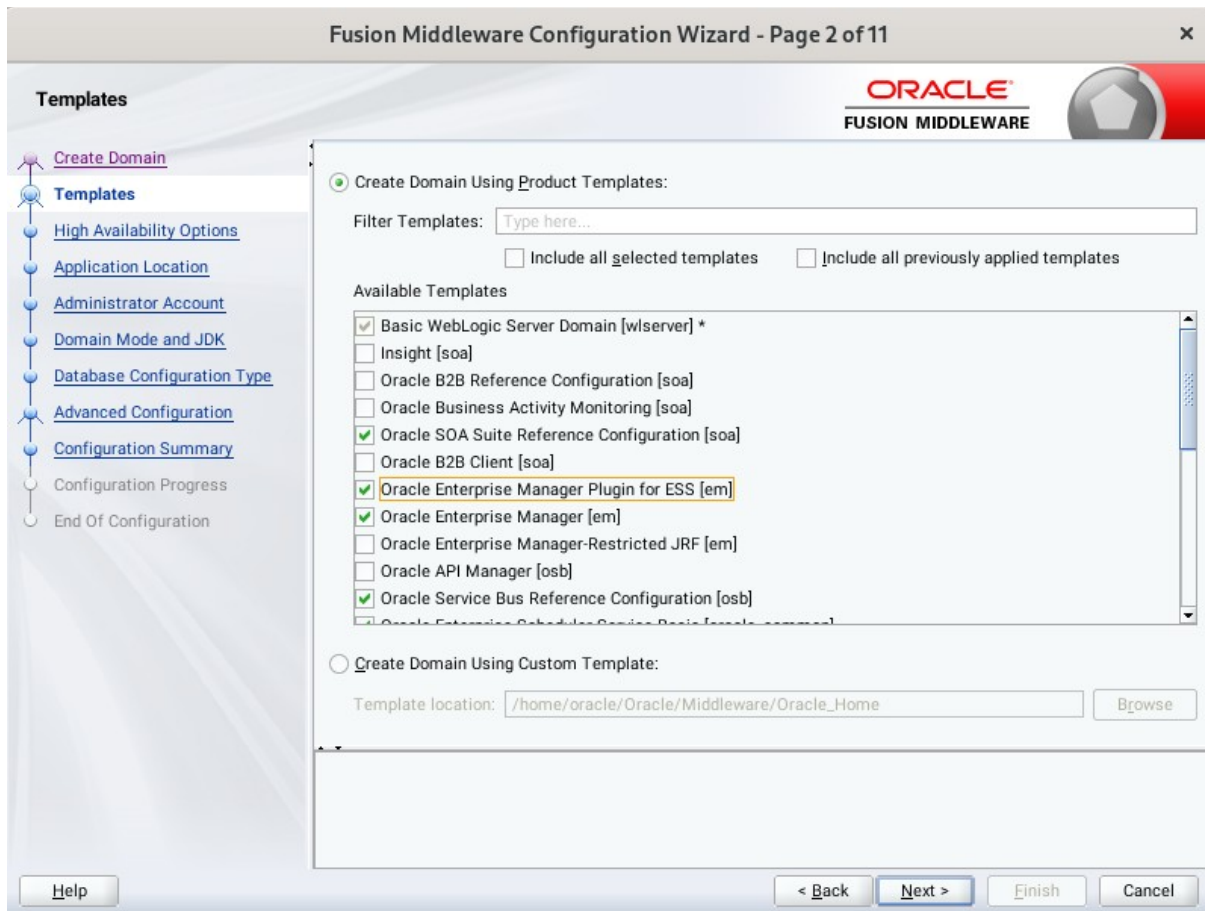 Fusion Middleware Configuration Wizard - Page 2 of 11
Templates
ORACLE
FUSION MIDDLEWARE
Create Domain
Templates
High Availability Options
Application Location
Administrator Account
Domain Mode and JDK
Database Configuration Type
Advanced Configuration
Configuration Summary
Configuration Progress
End Of Configuration
Create Domain Using Product Templates:
Filter Templates: Type here...
Include all selected templates Include all previously applied templates
Available Templates
Basic WebLogic Server Domain [wlserver] *
Insight [soa]
Oracle B2B Reference Configuration [soa]
Oracle Business Activity Monitoring [soa]
Oracle SOA Suite Reference Configuration [soa]
Oracle B2B Client [soa]
Oracle Enterprise Manager Plugin for ESS [em]
Oracle Enterprise Manager [em]
Oracle Enterprise Manager-Restricted JRF [em]
Oracle API Manager [osb]
Oracle Service Bus Reference Configuration [osb]
Oracle Enterprise Scheduler Service Basic [oracle_common]
Create Domain Using Custom Template:
Template location: /home/oracle/Oracle/Middleware/Oracle_Home Browse
Help < Back Next > Finish Cancel